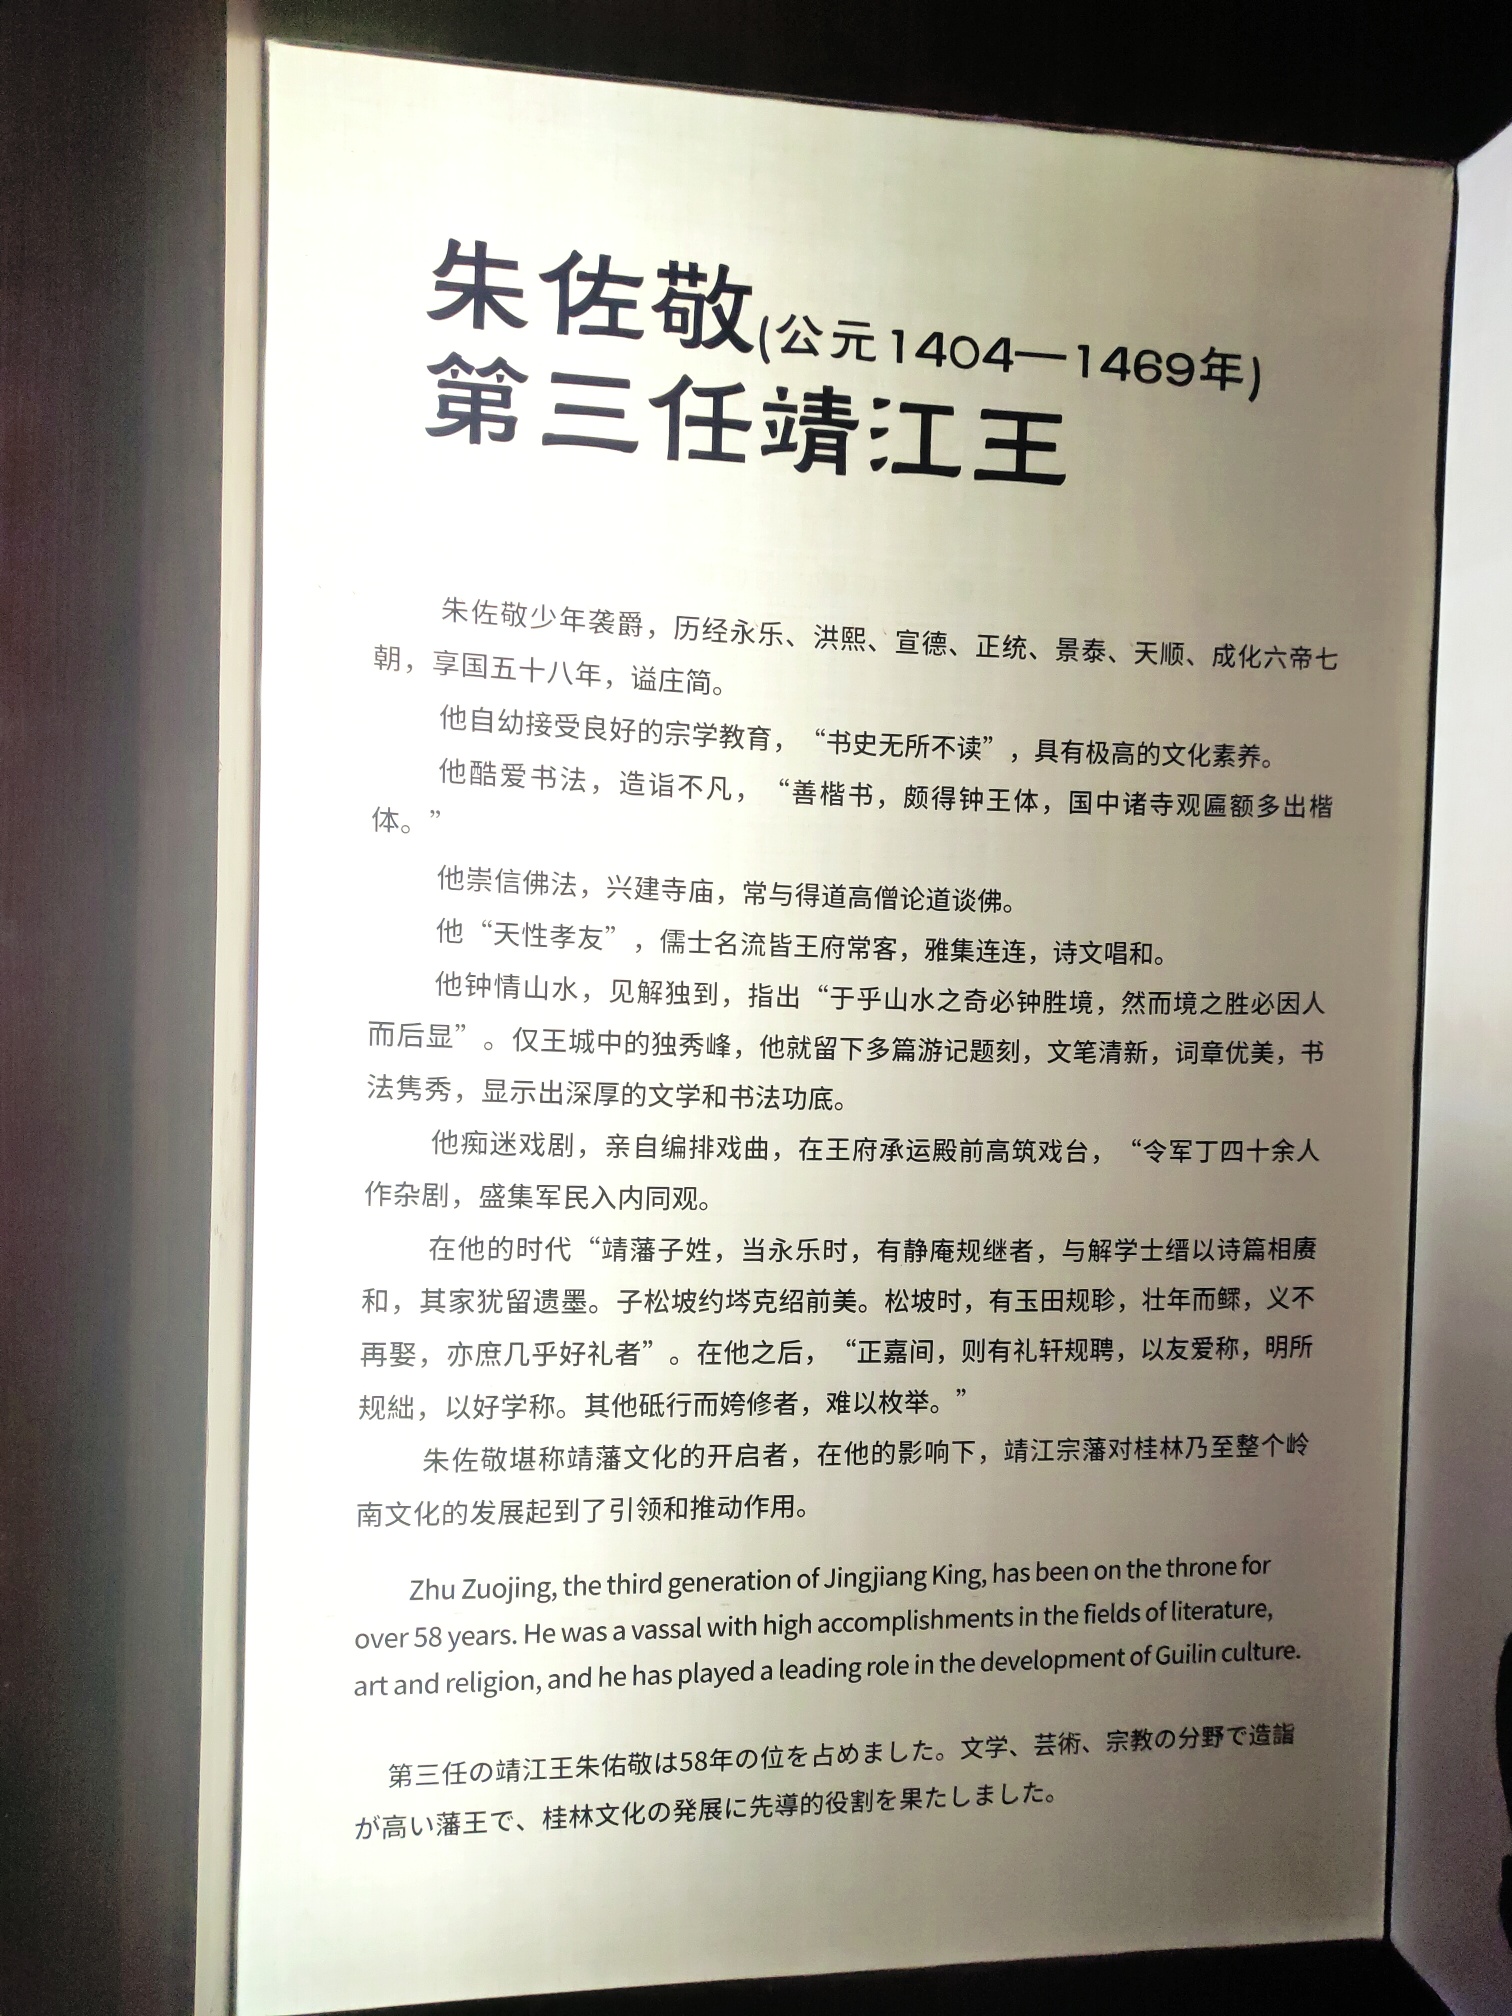 朱佐敬(公元1404—1469年)
第三任靖江王
朱佐敬少年袭爵，历经永乐、洪熙、宣德、正统、景泰、天顺、成化六帝七
朝，享国五十八年，谥庄简。
他自幼接受良好的宗学教育，“书史无所不读”，具有极高的文化素养。
他酷爱书法，造诣不凡，“善楷书，颇得钟王体，国中诸寺观匾额多出楷
体。”
他崇信佛法，兴建寺庙，常与得道高僧论道谈佛。
他“天性孝友”，儒士名流皆王府常客，雅集连连，诗文唱和。
他钟情山水，见解独到，指出“于乎山水之奇必钟胜境，然而境之胜必因人
而后显”。仅王城中的独秀峰，他就留下多篇游记题刻，文笔清新，词章优美，书
法隽秀，显示出深厚的文学和书法功底。
他痴迷戏剧，亲自编排戏曲，在王府承运殿前高筑戏台，“令军丁四十余人
作杂剧，盛集军民入内同观。
在他的时代“靖藩子姓，当永乐时，有静庵规继者，与解学士缙以诗篇相赓
和，其家犹留遗墨。子松坡约垮克绍前美。松坡时，有玉田规聆，壮年而鳏，义不
再娶，亦庶几乎好礼者”。在他之后，“正嘉间，则有礼轩规聘，以友爱称，明所
规绌，以好学称。其他砥行而姱修者，难以枚举。”
朱佐敬堪称靖藩文化的开启者，在他的影响下，靖江宗藩对桂林乃至整个岭
南文化的发展起到了引领和推动作用。
Zhu Zuojing, the third generation of Jingjiang King, has been on the throne for
over 58 years. He was a vassal with high accomplishments in the fields of literature,
art and religion, and he has played a leading role in the development of Guilin culture.
第三任の靖江王朱佑敬は58年の位を占めました。文学、芸術、宗教の分野で造詣
が高い藩王で、桂林文化の発展に先導的役割を果たしました。